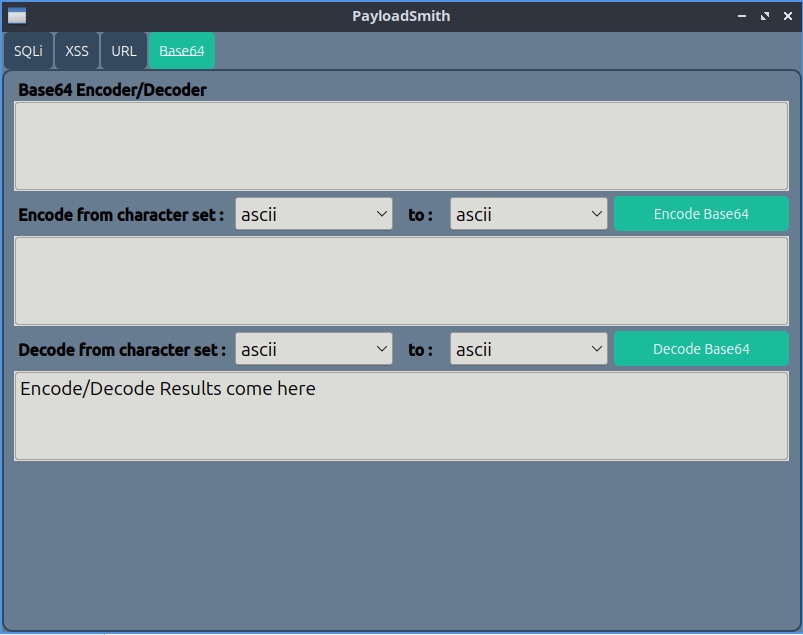 PayloadSmith
SQLi XSS URL Base64
Base64 Encoder/Decoder
Encode from character set : ascii to : ascii Encode Base64
Decode from character set : ascii to : ascii Decode Base64
Encode/Decode Results come here